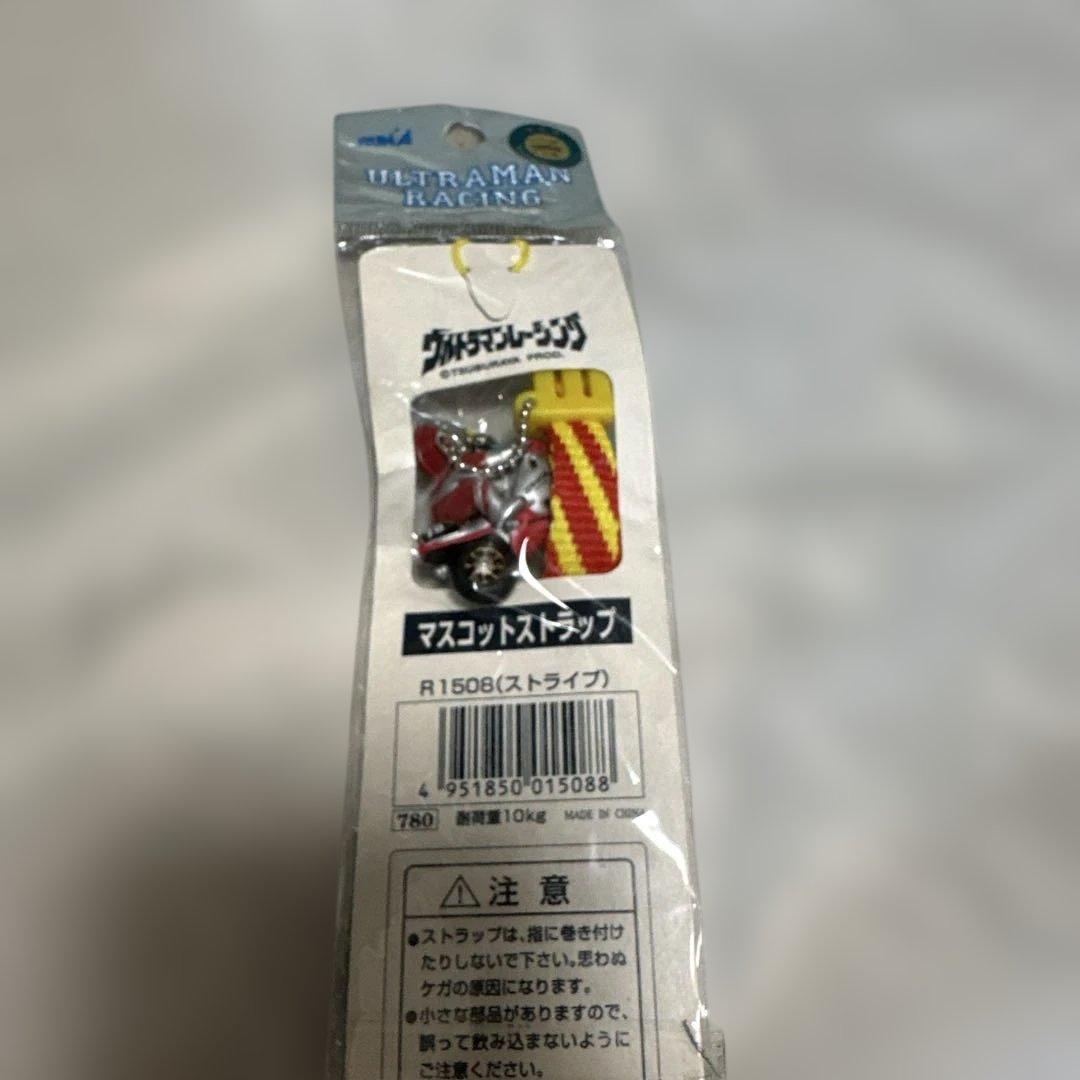 ULTRAMAN
RACING
ウルトラマンレーシング
©TSUBURAYA PROD.
マスコットストラップ
R1508(ストライプ)
4 951850 015088
780 耐荷重10kg MADE IN CHINA
注意
●ストラップは、指に巻き付け
たりしないで下さい。思わぬ
ケガの原因になります。
●小さな部品がありますので、
誤って飲み込まないように
ご注意ください。